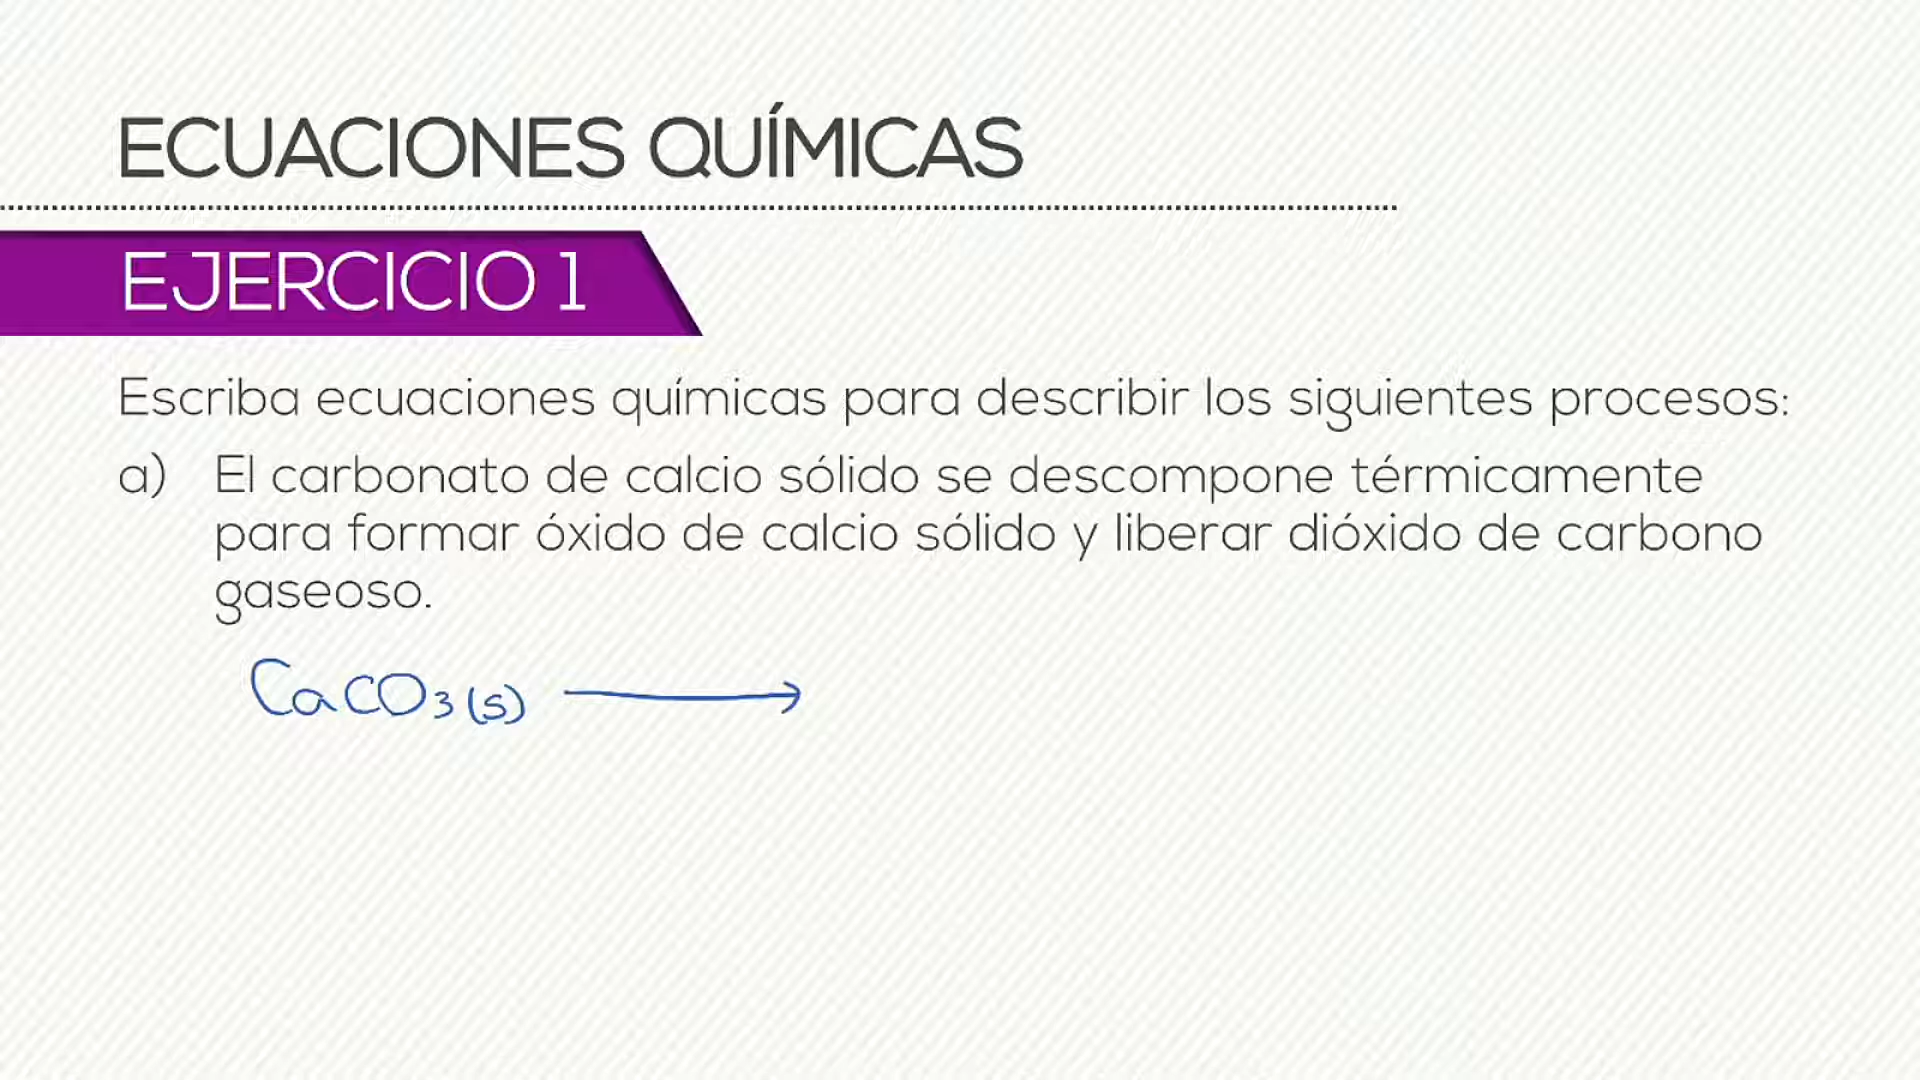 ECUACIONES QUÍMICAS
EJERCICIO 1
Escriba ecuaciones químicas para describir los siguientes procesos:
a) El carbonato de calcio sólido se descompone térmicamente
para formar óxido de calcio sólido y liberar dióxido de carbono
gaseoso.
CaCO₃(s) ⟶